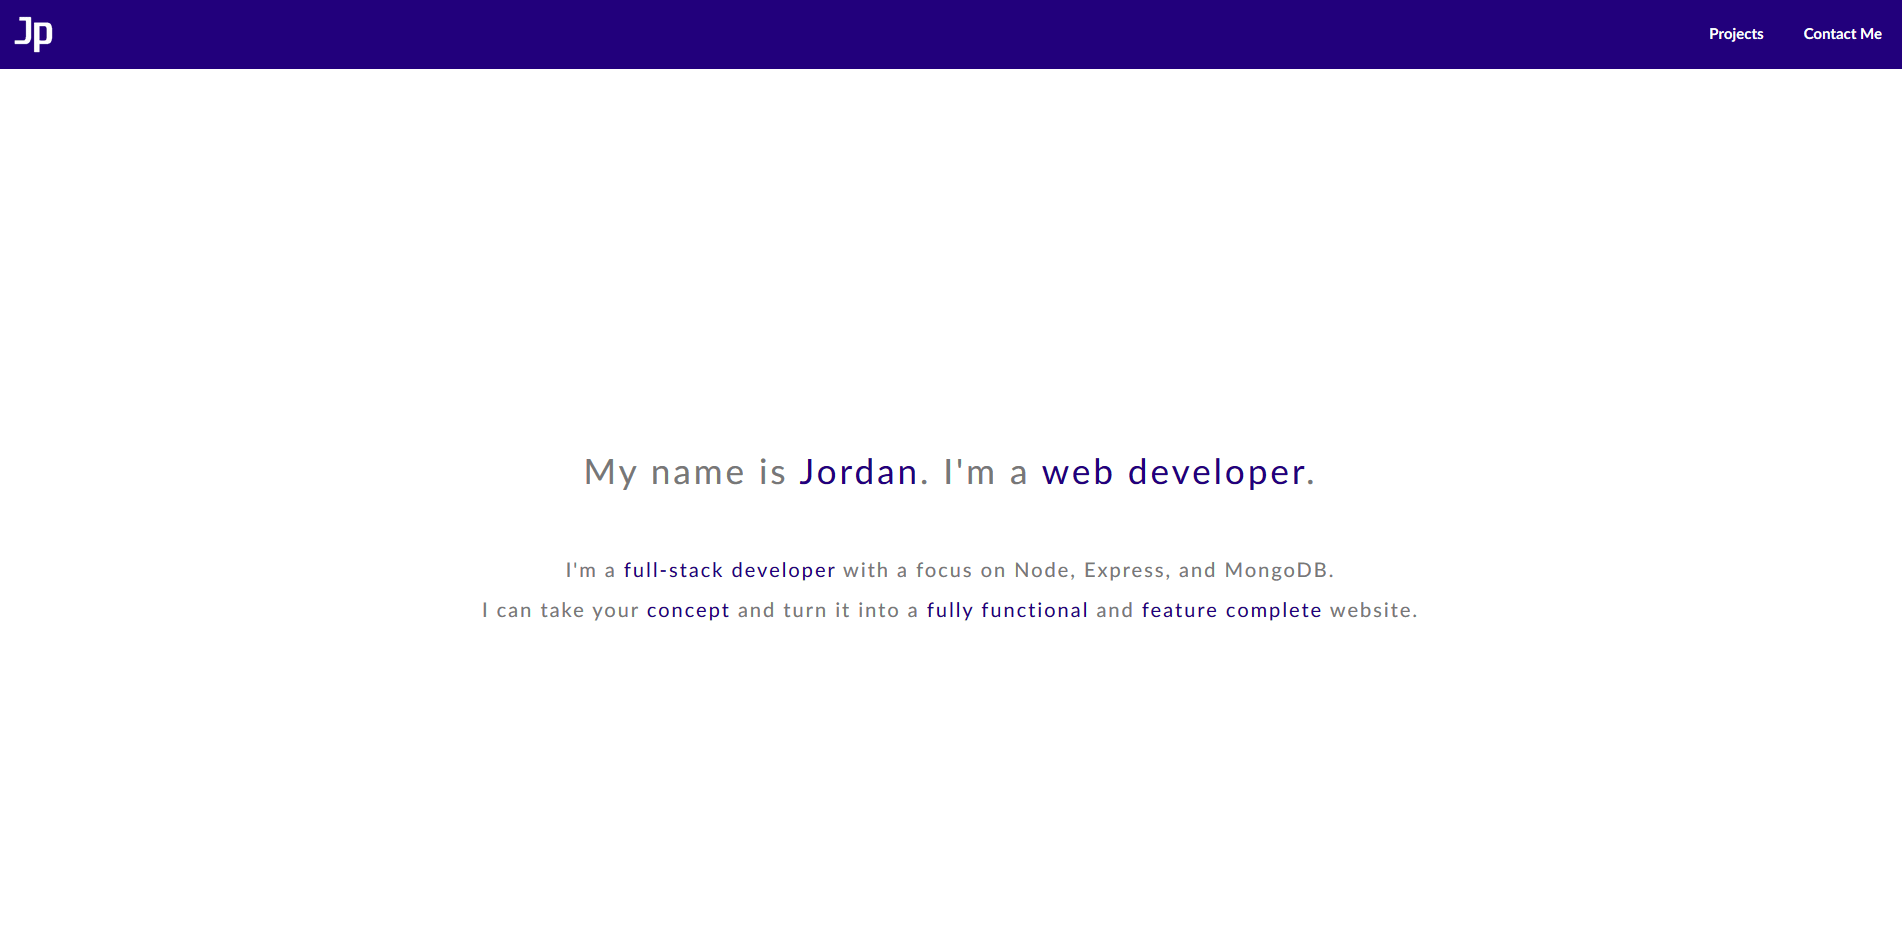 Jp
Projects
Contact Me
My name is Jordan. I'm a web developer.
I'm a full-stack developer with a focus on Node, Express, and MongoDB.
I can take your concept and turn it into a fully functional and feature complete website.